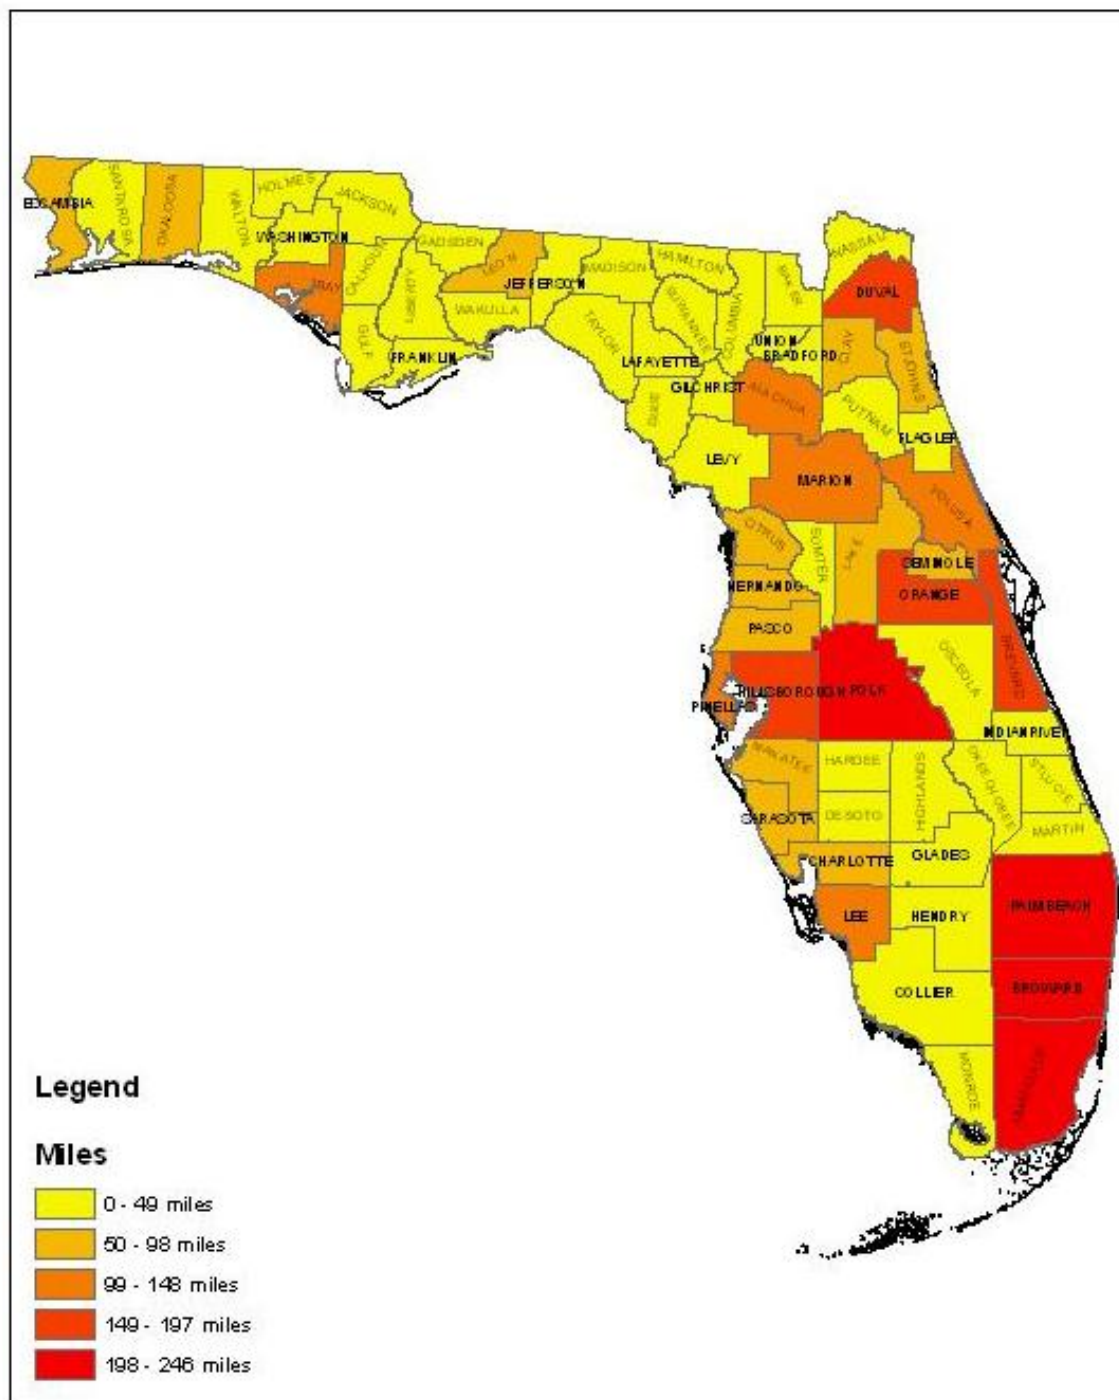 ESCAMBIA
SANTA ROSA
OKALOOSA
WALTON
HOLMES
JACKSON
WASHINGTON
BAY
CALHOUN
GULF
LIBERTY
GADSDEN
LEON
WAKULLA
FRANKLIN
JEFFERSON
MADISON
TAYLOR
HAMILTON
SUWANNEE
LAFAYETTE
DIXIE
COLUMBIA
GILCHRIST
BAKER
UNION
BRADFORD
NASSAU
DUVAL
CLAY
ST JOHNS
ALACHUA
PUTNAM
FLAGLER
LEVY
MARION
VOLUSIA
CITRUS
SUMTER
LAKE
SEMINOLE
HERNANDO
ORANGE
PASCO
BREVARD
OSCEOLA
PINELLAS
HILLSBOROUGH
POLK
INDIAN RIVER
MANATEE
HARDEE
HIGHLANDS
OKEECHOBEE
ST LUCIE
SARASOTA
DESOTO
MARTIN
CHARLOTTE
GLADES
LEE
HENDRY
PALM BEACH
COLLIER
BROWARD
MONROE
Legend
Miles
0 - 49 miles
50 - 98 miles
99 - 148 miles
149 - 197 miles
198 - 246 miles